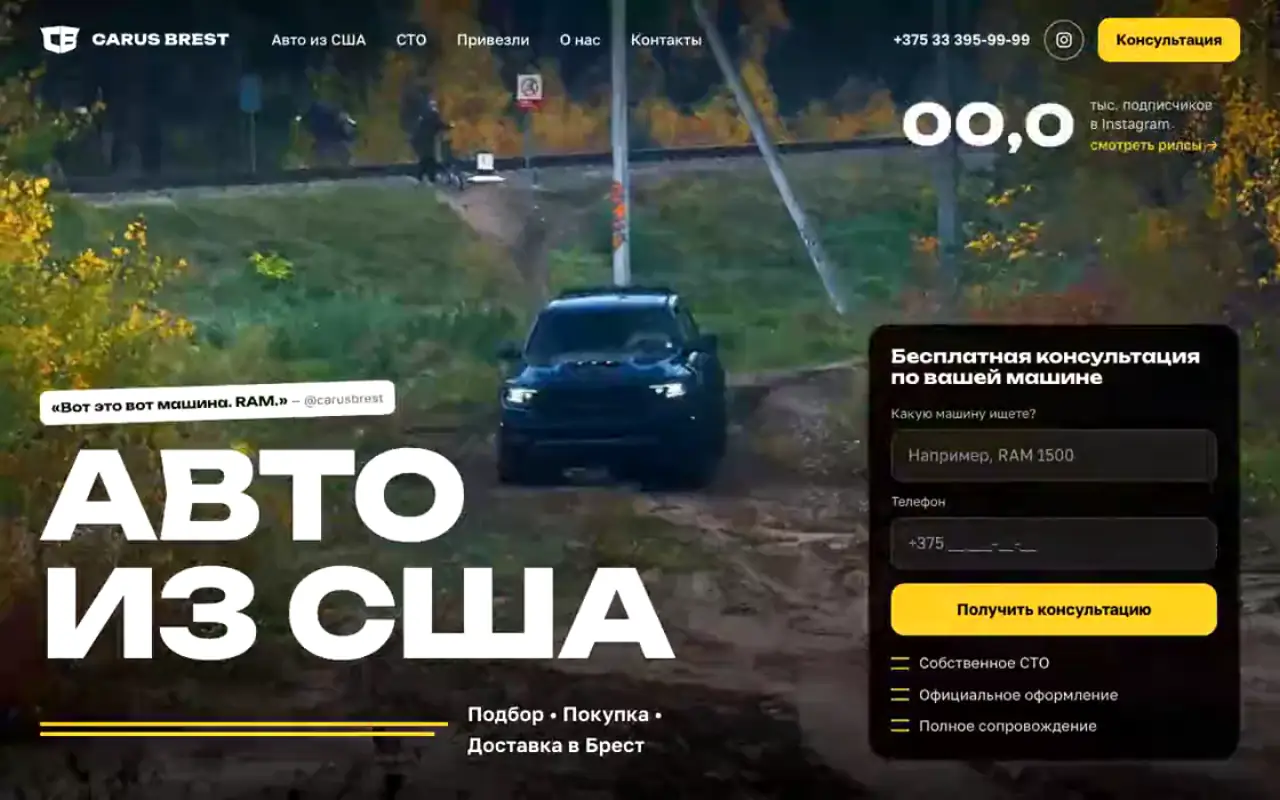 CARUS BREST
Авто из США
СТО
Привезли
О нас
Контакты
+375 33 395-99-99
Консультация
00,0
тыс. подписчиков
в Instagram
смотреть рилсы →
«Вот это вот машина. RAM.» – @carusbrest
АВТО
ИЗ США
Подбор • Покупка •
Доставка в Брест
Бесплатная консультация
по вашей машине
Какую машину ищете?
Например, RAM 1500
Телефон
+375 __ ___-__-__
Получить консультацию
Собственное СТО
Официальное оформление
Полное сопровождение